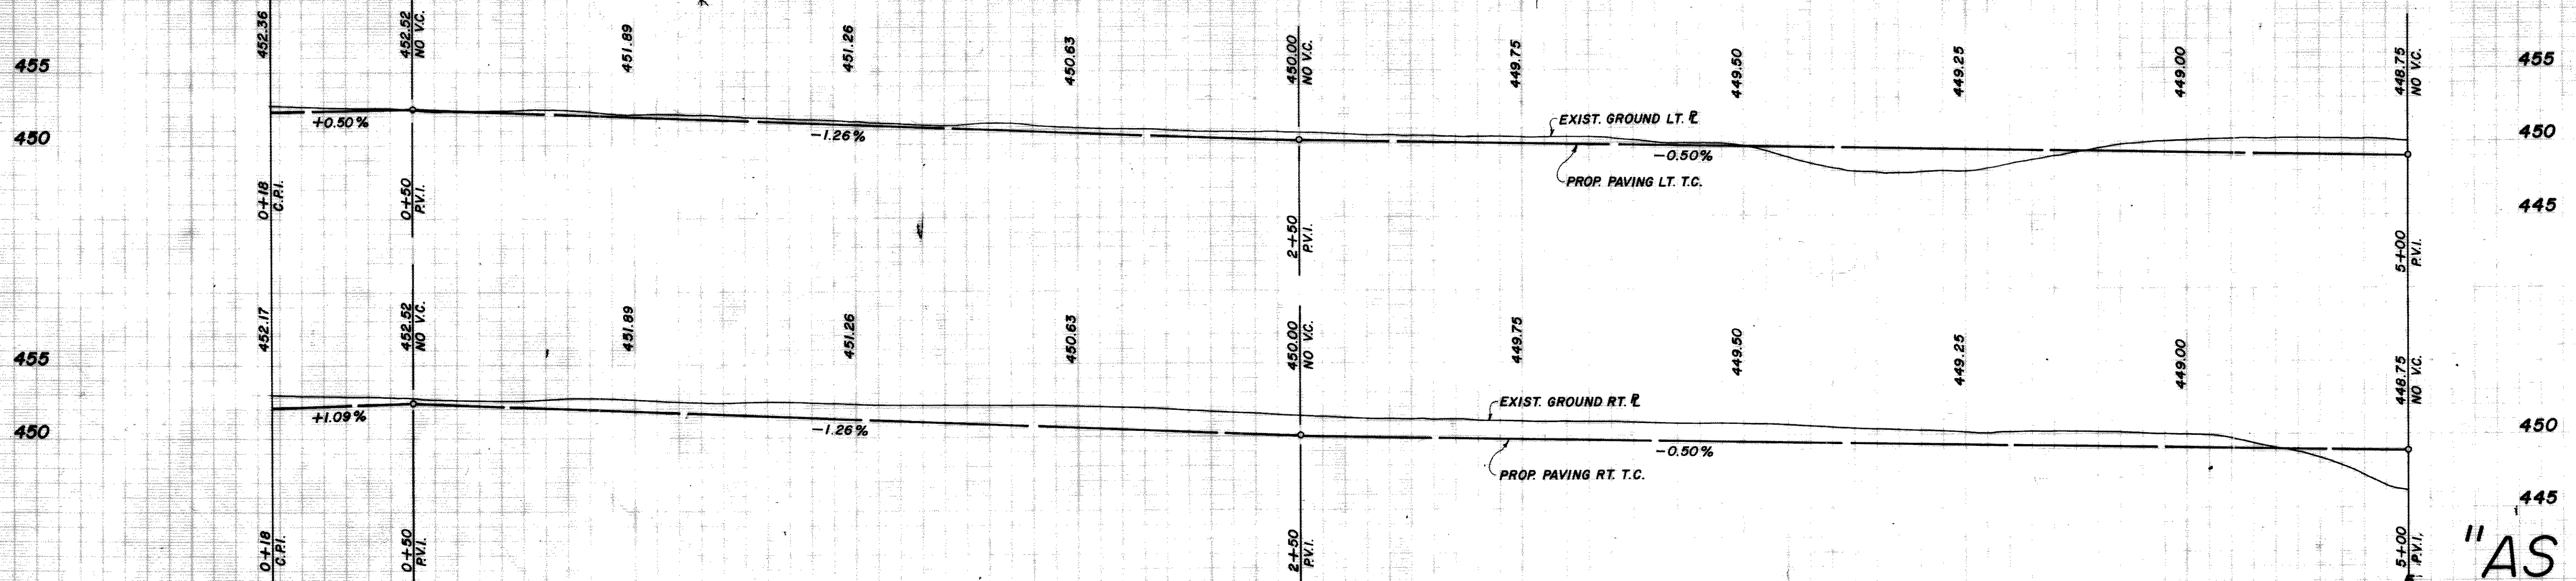 452.36
452.52
NO V.C.
451.89
451.26
450.63
450.00
NO V.C.
449.75
449.50
449.25
449.00
448.75
NO V.C.
455
455
+0.50%
-1.26%
EXIST. GROUND LT. ℄
-0.50%
PROP. PAVING LT. T.C.
450
450
0+18
C.P.I.
0+50
P.V.I.
2+50
P.V.I.
5+00
P.V.I.
445
452.17
452.52
NO V.C.
451.89
451.26
450.63
450.00
NO V.C.
449.75
449.50
449.25
449.00
448.75
NO V.C.
455
+1.09%
-1.26%
EXIST. GROUND RT. ℄
-0.50%
PROP. PAVING RT. T.C.
450
450
445
0+18
C.P.I.
0+50
P.V.I.
2+50
P.V.I.
5+00
P.V.I.
"AS